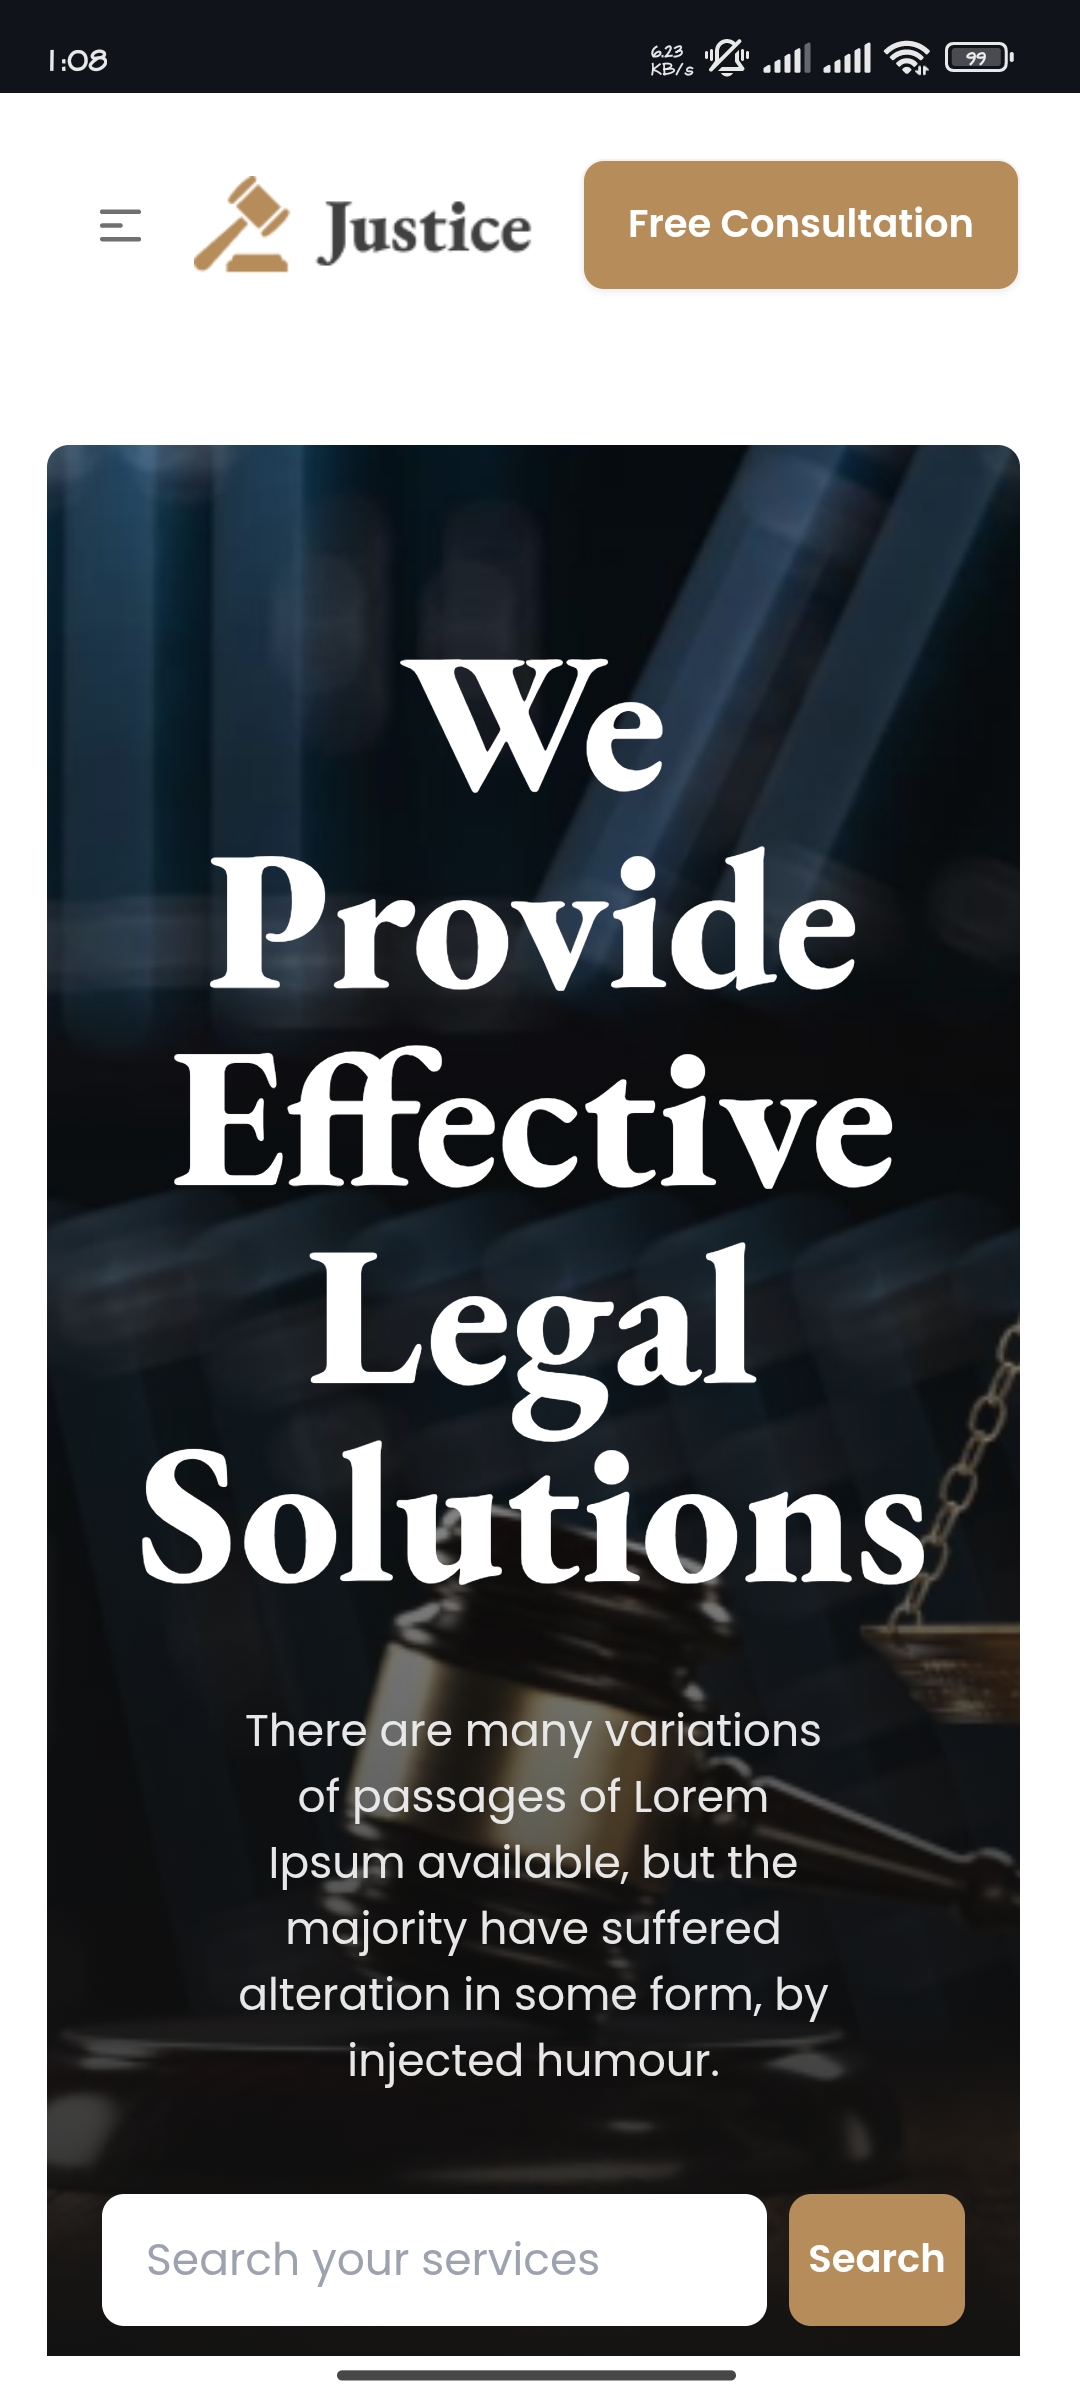 1:08
6.23
KB/s
99
Justice
Free Consultation
We
Provide
Effective
Legal
Solutions
There are many variations
of passages of Lorem
Ipsum available, but the
majority have suffered
alteration in some form, by
injected humour.
Search your services
Search